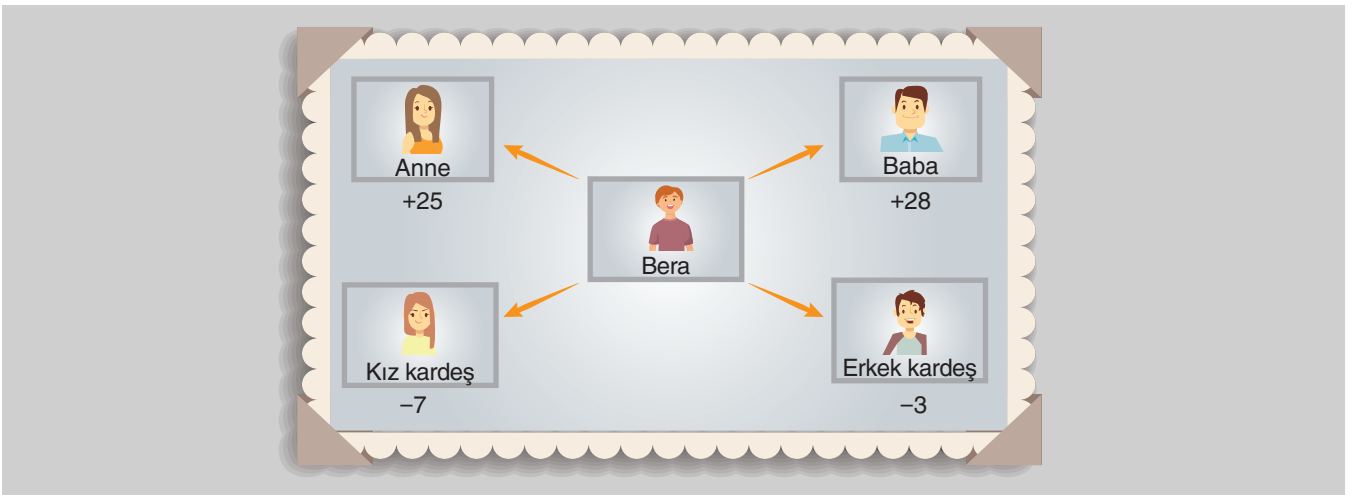 Anne
+25
Baba
+28
Bera
Kız kardeş
−7
Erkek kardeş
−3